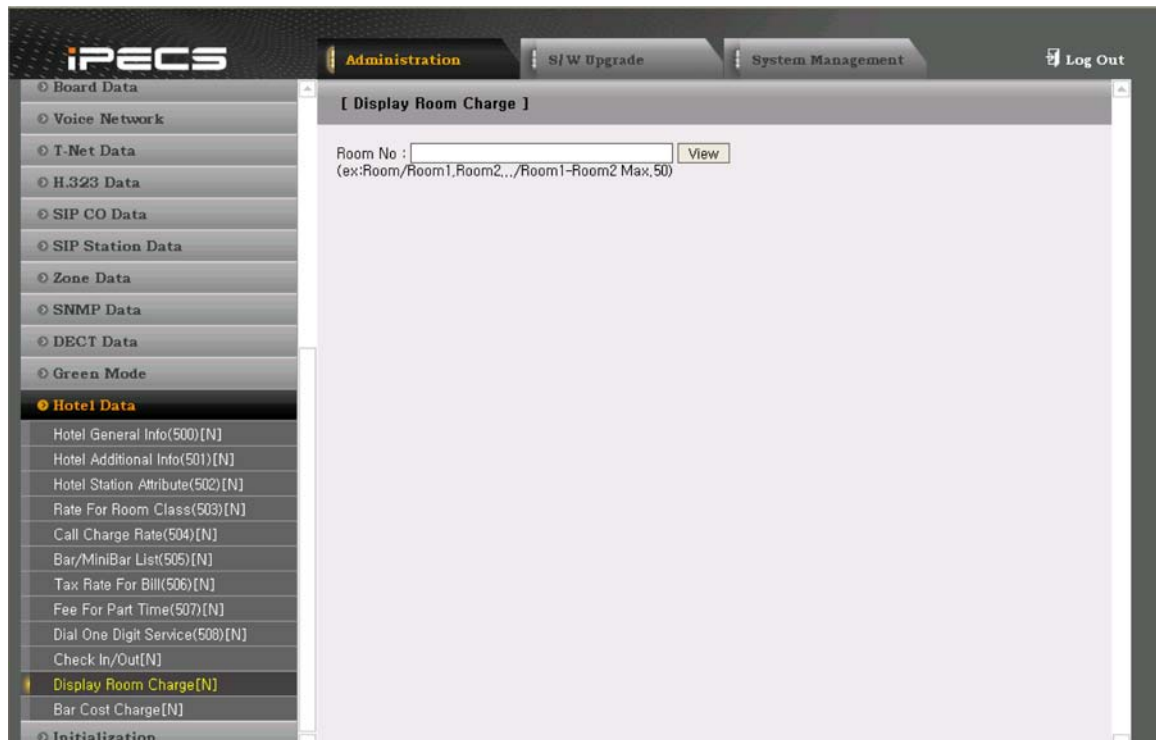 iPECS
Administration
S/W Upgrade
System Management
Log Out
Board Data
Voice Network
T-Net Data
H.323 Data
SIP CO Data
SIP Station Data
Zone Data
SNMP Data
DECT Data
Green Mode
Hotel Data
Hotel General Info(500)[N]
Hotel Additional Info(501)[N]
Hotel Station Attribute(502)[N]
Rate For Room Class(503)[N]
Call Charge Rate(504)[N]
Bar/MiniBar List(505)[N]
Tax Rate For Bill(506)[N]
Fee For Part Time(507)[N]
Dial One Digit Service(508)[N]
Check In/Out[N]
Display Room Charge[N]
Bar Cost Charge[N]
Initialization
[ Display Room Charge ]
Room No : View
(ex:Room/Room1,Room2,,,/Room1-Room2 Max,50)